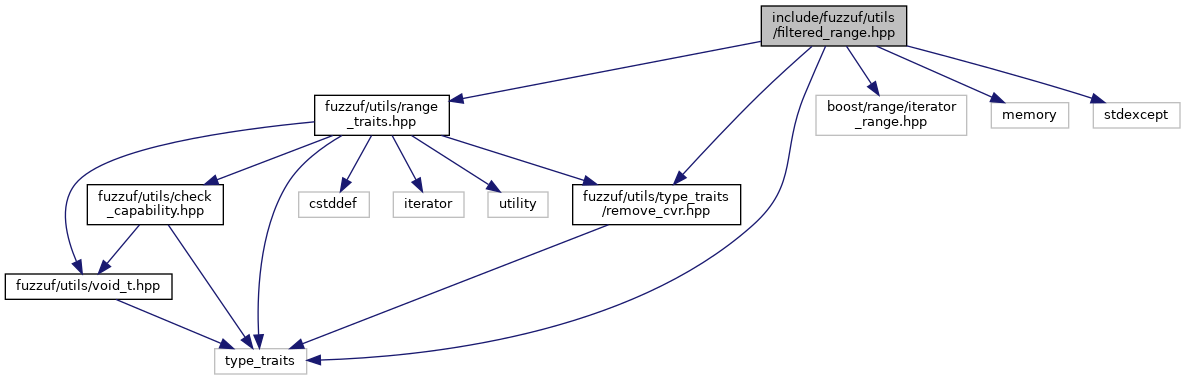 include/fuzzuf/utils
/filtered_range.hpp
fuzzuf/utils/range
_traits.hpp
boost/range/iterator
_range.hpp
memory
stdexcept
fuzzuf/utils/check
_capability.hpp
cstddef
iterator
utility
fuzzuf/utils/type_traits
/remove_cvr.hpp
fuzzuf/utils/void_t.hpp
type_traits